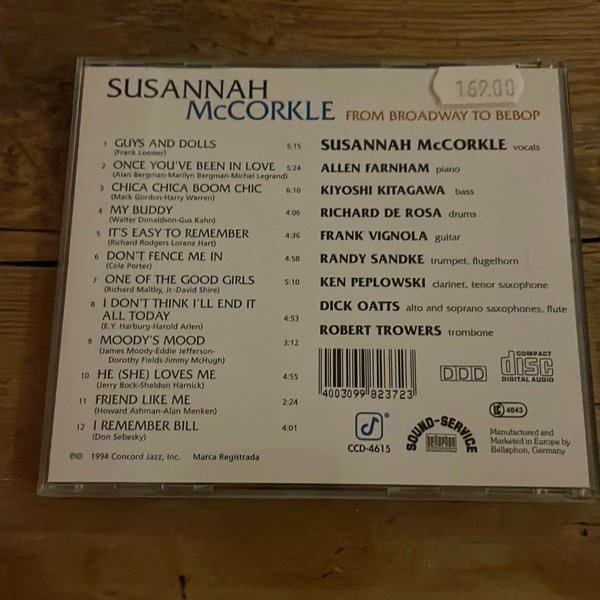 SUSANNAH
McCORKLE FROM BROADWAY TO BEBOP
169.00
1 GUYS AND DOLLS 5:15
(Frank Loesser)
2 ONCE YOU'VE BEEN IN LOVE 5:24
(Alan Bergman-Marilyn Bergman-Michel Legrand)
3 CHICA CHICA BOOM CHIC 6:10
(Mack Gordon-Harry Warren)
4 MY BUDDY 4:06
(Walter Donaldson-Gus Kahn)
5 IT'S EASY TO REMEMBER 4:36
(Richard Rodgers-Lorenz Hart)
6 DON'T FENCE ME IN 4:58
(Cole Porter)
7 ONE OF THE GOOD GIRLS 5:10
(Richard Maltby, Jr.-David Shire)
8 I DON'T THINK I'LL END IT
ALL TODAY 4:53
(E.Y. Harburg-Harold Arlen)
9 MOODY'S MOOD 3:12
(James Moody-Eddie Jefferson-
Dorothy Fields-Jimmy McHugh)
10 HE (SHE) LOVES ME 4:55
(Jerry Bock-Sheldon Harnick)
11 FRIEND LIKE ME 2:24
(Howard Ashman-Alan Menken)
12 I REMEMBER BILL 4:01
(Don Sebesky)
℗© 1994 Concord Jazz, Inc. Marca Registrada
SUSANNAH McCORKLE vocals
ALLEN FARNHAM piano
KIYOSHI KITAGAWA bass
RICHARD DE ROSA drums
FRANK VIGNOLA guitar
RANDY SANDKE trumpet, flugelhorn
KEN PEPLOWSKI clarinet, tenor saxophone
DICK OATTS alto and soprano saxophones, flute
ROBERT TROWERS trombone
4003099 823723
DDD
COMPACT
disc
DIGITAL AUDIO
CCD-4615
SOUND-SERVICE
bellaphon
LC 4643
Manufactured and
Marketed in Europe by
Bellaphon, Germany